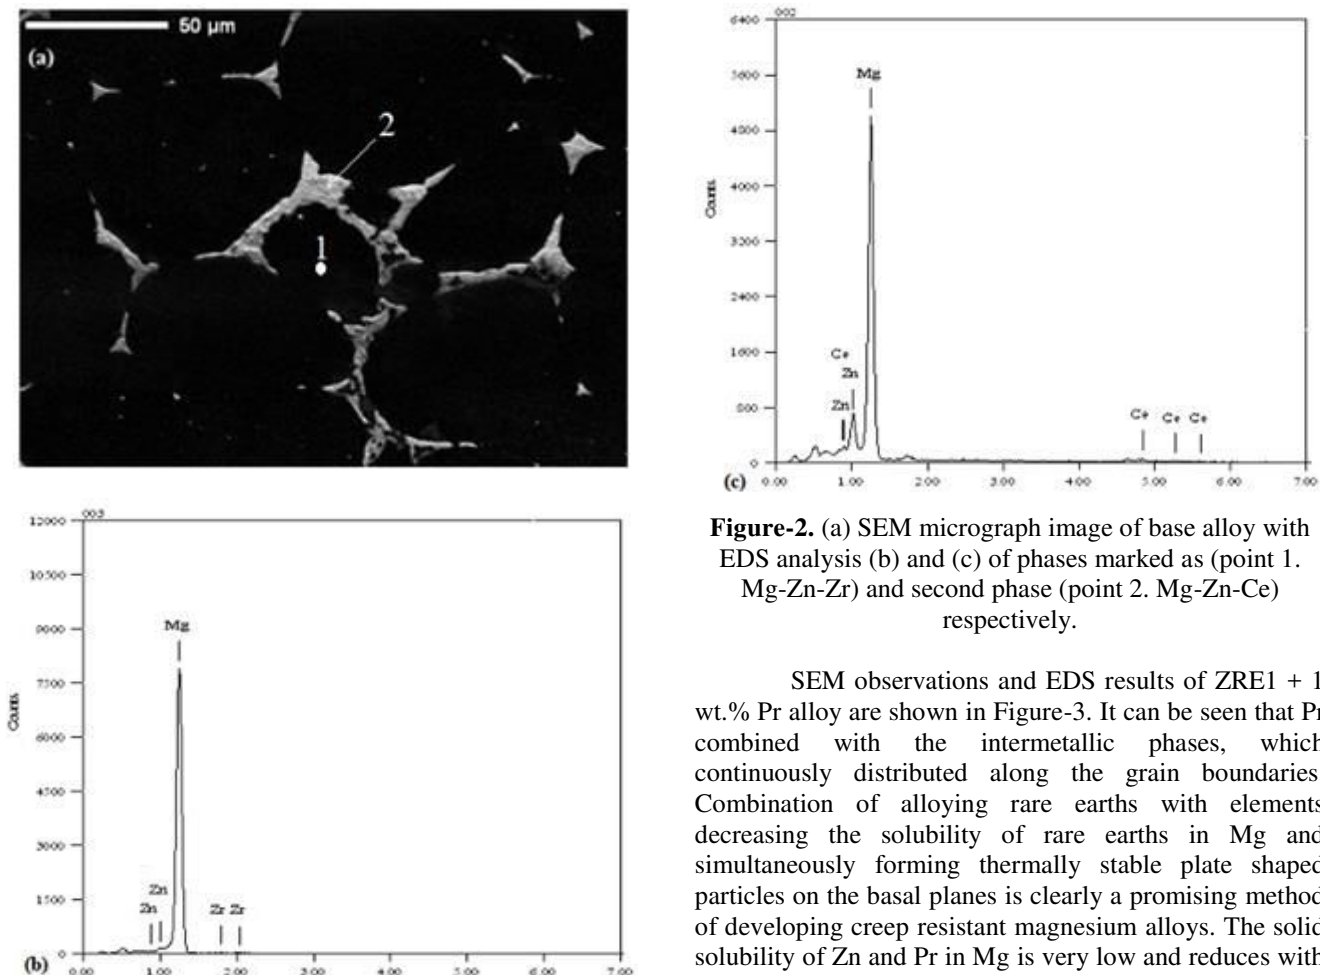 50 µm
(a)
2
1
003
12000
10500
9000
7500
6000
4500
3000
1500
0
Counts
Mg
Zn
Zn
Zr Zr
0.00 1.00 2.00 3.00 4.00 5.00 6.00 7.00
(b)
002
6400
5600
4800
4000
3200
2400
1600
800
0
Counts
Mg
Ce
Zn
Zn
Ce Ce Ce
0.00 1.00 2.00 3.00 4.00 5.00 6.00 7.00
(c)
Figure-2. (a) SEM micrograph image of base alloy with
EDS analysis (b) and (c) of phases marked as (point 1.
Mg-Zn-Zr) and second phase (point 2. Mg-Zn-Ce)
respectively.
SEM observations and EDS results of ZRE1 + 1
wt.% Pr alloy are shown in Figure-3. It can be seen that Pr
combined with the intermetallic phases, which
continuously distributed along the grain boundaries
Combination of alloying rare earths with elements
decreasing the solubility of rare earths in Mg and
simultaneously forming thermally stable plate shaped
particles on the basal planes is clearly a promising method
of developing creep resistant magnesium alloys. The solid
solubility of Zn and Pr in Mg is very low and reduces with